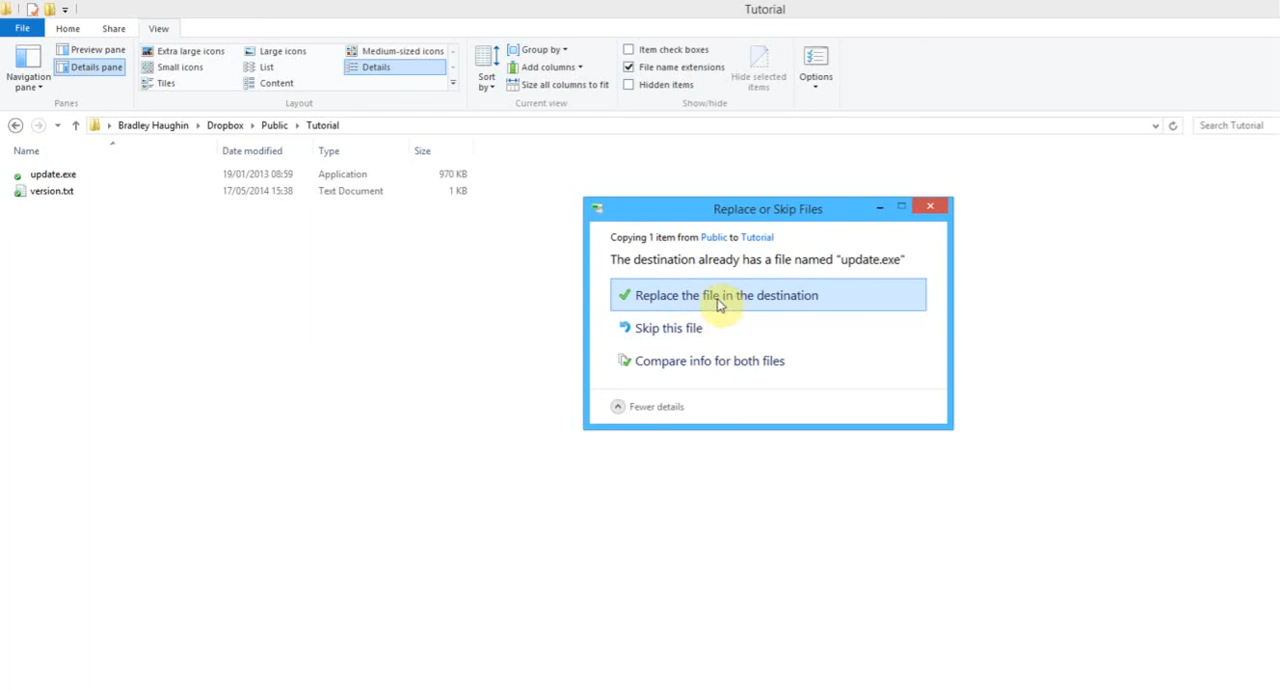 Tutorial
File Home Share View
Preview pane Extra large icons Large icons Medium-sized icons Group by Item check boxes
Details pane Small icons List Details Add columns File name extensions
Navigation pane Tiles Content Sort by Size all columns to fit Hidden items Hide selected items Options
Panes Layout Current view Show/hide
Bradley Haughin Dropbox Public Tutorial Search Tutorial
Name Date modified Type Size
update.exe 19/01/2013 08:59 Application 970 KB
version.txt 17/05/2014 15:38 Text Document 1 KB
Replace or Skip Files
Copying 1 item from Public to Tutorial
The destination already has a file named "update.exe"
Replace the file in the destination
Skip this file
Compare info for both files
Fewer details